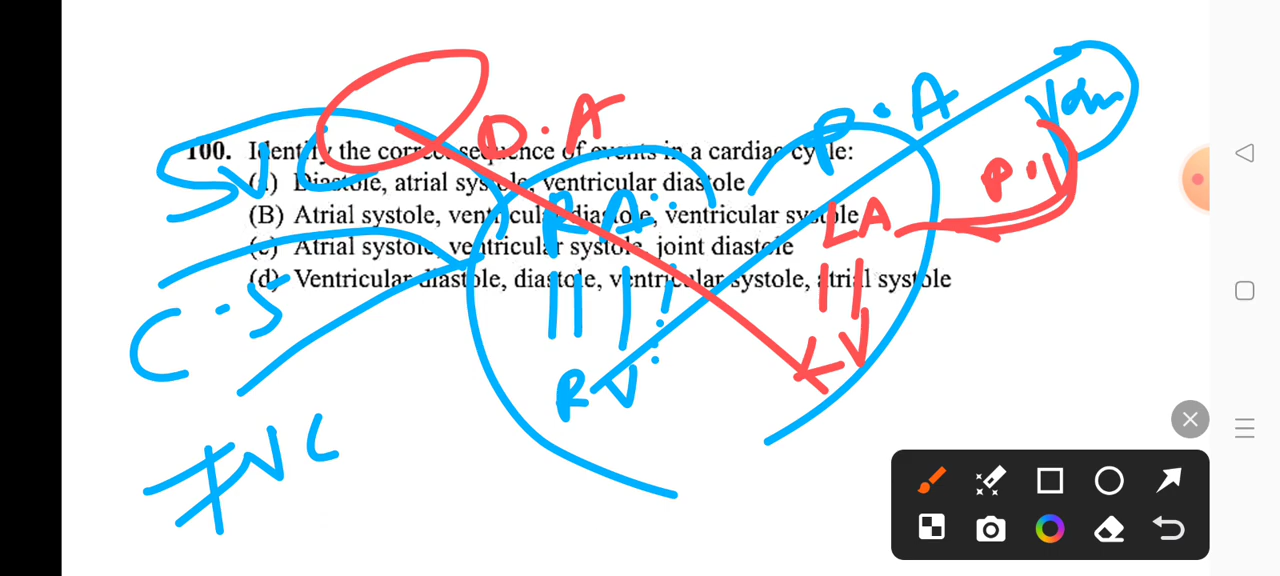 100. Identify the correct sequence of events in a cardiac cycle:
(a) Diastole, atrial systole, ventricular diastole
(B) Atrial systole, ventricular diastole, ventricular systole
(c) Atrial systole, ventricular systole, joint diastole
(d) Ventricular diastole, diastole, ventricular systole, atrial systole
SVC
D.A
P.A
P.V
RA
LA
C.S
RV
IVC